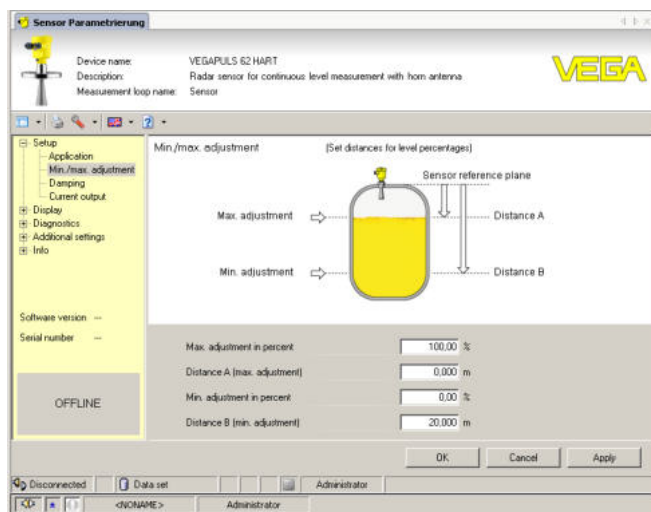 Sensor Parametrierung
Device name: VEGAPULS 62 HART
Description: Radar sensor for continuous level measurement with horn antenna
Measurement loop name: Sensor
VEGA
Setup
Application
Min./max. adjustment
Damping
Current output
Display
Diagnostics
Additional settings
Info
Software version --
Serial number --
OFFLINE
Min./max. adjustment (Set distances for level percentages)
Sensor reference plane
Max. adjustment Distance A
Min. adjustment Distance B
Max. adjustment in percent 100,00 %
Distance A (max. adjustment) 0,000 m
Min. adjustment in percent 0,00 %
Distance B (min. adjustment) 20,000 m
OK Cancel Apply
Disconnected Data set Administrator
<NONAME> Administrator